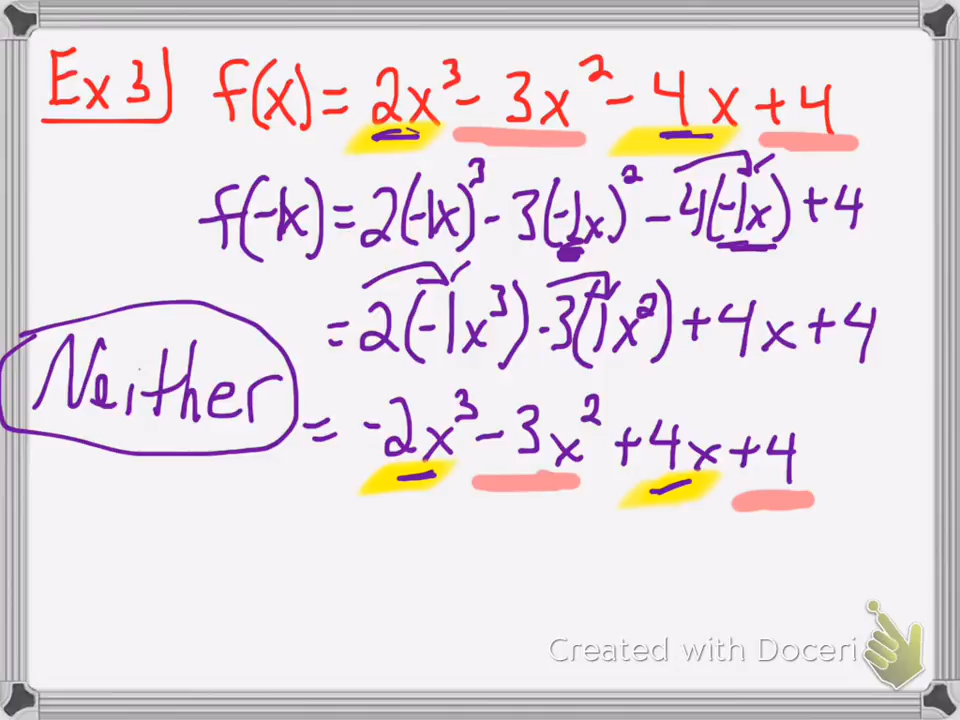 Ex 3) f(x) = 2x³ - 3x² - 4x + 4
f(-1x) = 2(-1x)³ - 3(-1x)² - 4(-1x) + 4
= 2(-1x³) - 3(1x²) + 4x + 4
Neither
= -2x³ - 3x² + 4x + 4
Created with Doceri